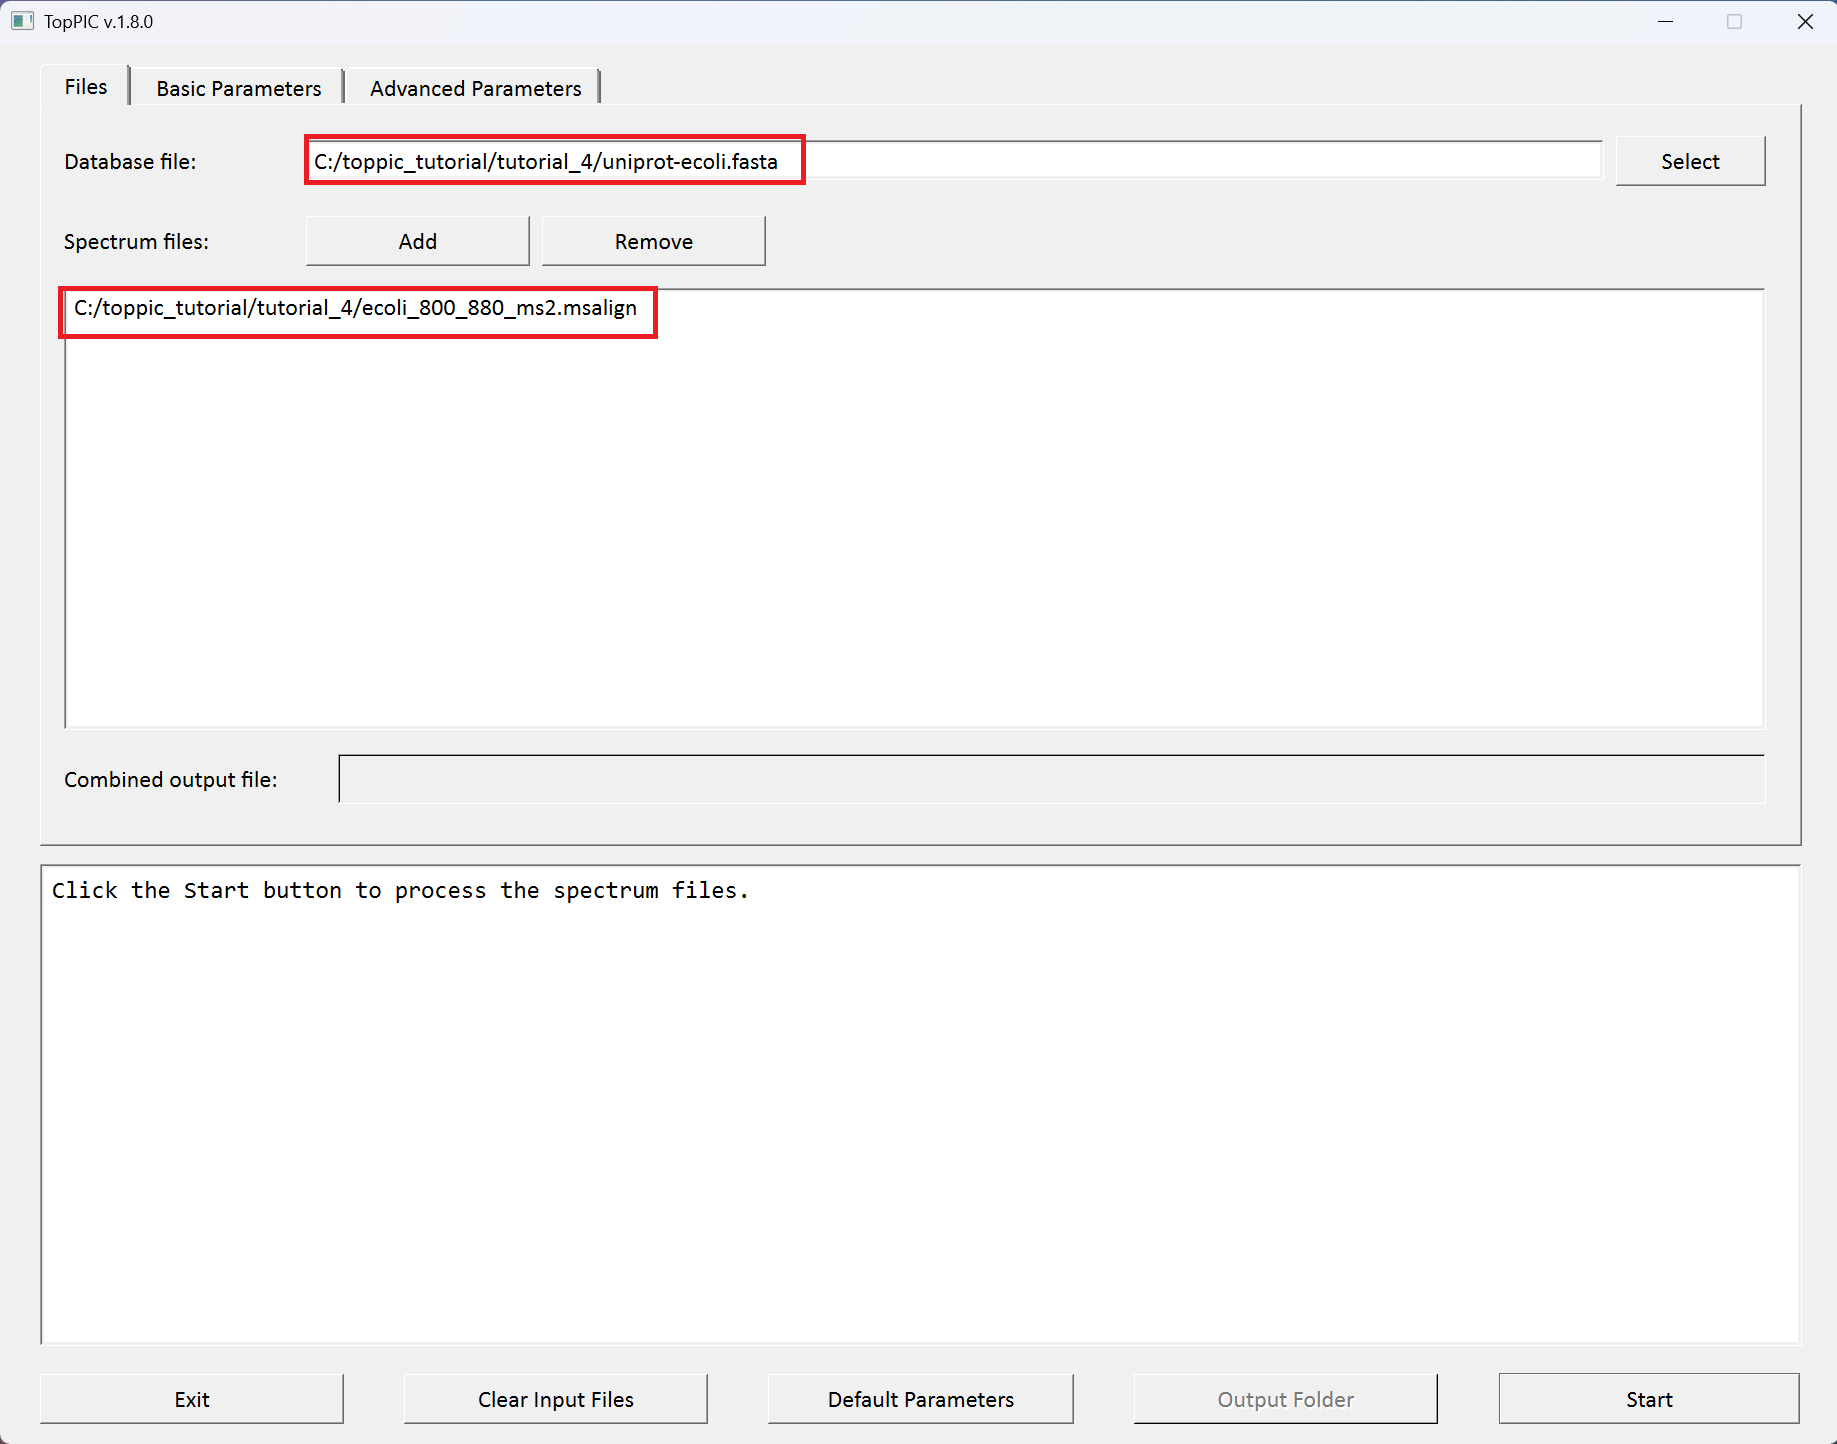 TopPIC v.1.8.0
Files Basic Parameters Advanced Parameters
Database file: C:/toppic_tutorial/tutorial_4/uniprot-ecoli.fasta Select
Spectrum files: Add Remove
C:/toppic_tutorial/tutorial_4/ecoli_800_880_ms2.msalign
Combined output file:
Click the Start button to process the spectrum files.
Exit Clear Input Files Default Parameters Output Folder Start